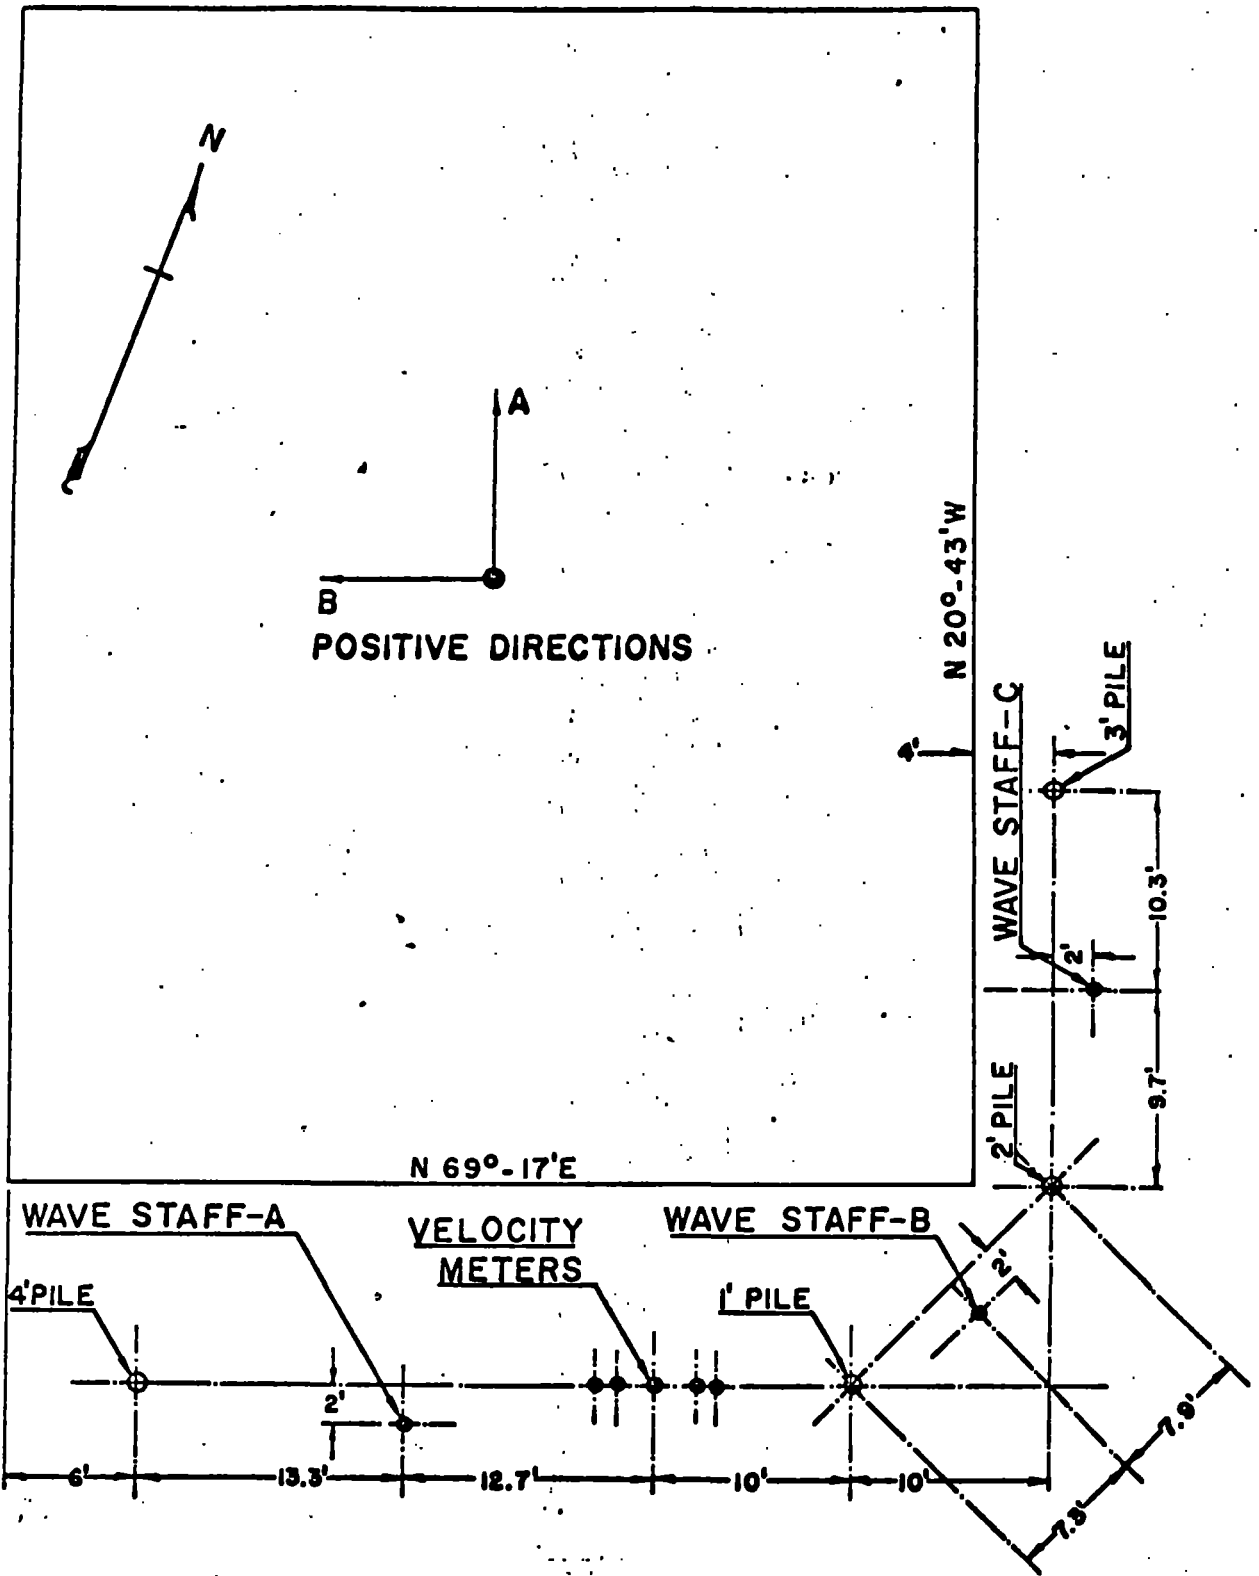 N
A
B
POSITIVE DIRECTIONS
N 20°-43'W
4'
3' PILE
WAVE STAFF-C
10.3'
2'
9.7'
2' PILE
N 69°-17'E
WAVE STAFF-A
VELOCITY
METERS
WAVE STAFF-B
2'
4' PILE
1' PILE
2'
6'
13.3'
12.7'
10'
10'
7.9'